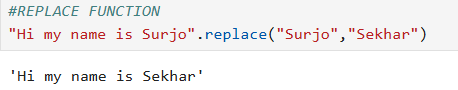 #REPLACE FUNCTION
"Hi my name is Surjo".replace("Surjo","Sekhar")
'Hi my name is Sekhar'